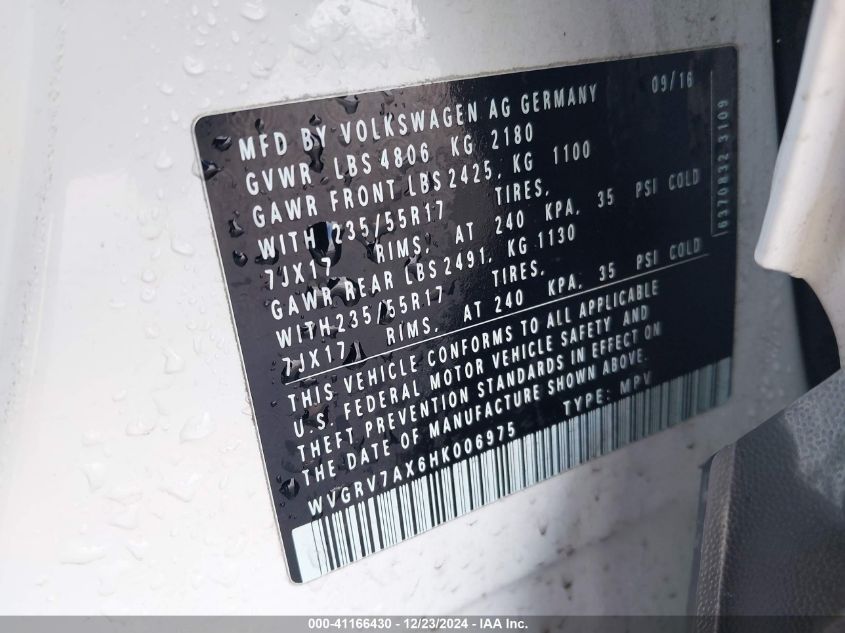 MFD BY VOLKSWAGEN AG GERMANY 09/16
GVWR LBS 4806 KG 2180
GAWR FRONT LBS 2425, KG 1100
WITH 235/55R17 TIRES,
7JX17 RIMS, AT 240 KPA, 35 PSI COLD
GAWR REAR LBS 2491, KG 1130
WITH 235/55R17 TIRES,
7JX17 RIMS, AT 240 KPA, 35 PSI COLD
THIS VEHICLE CONFORMS TO ALL APPLICABLE
U.S. FEDERAL MOTOR VEHICLE SAFETY AND
THEFT PREVENTION STANDARDS IN EFFECT ON
THE DATE OF MANUFACTURE SHOWN ABOVE.
WVGRV7AX6HK006975 TYPE: MPV
6370832 3109
000-41166430 - 12/23/2024 - IAA Inc.